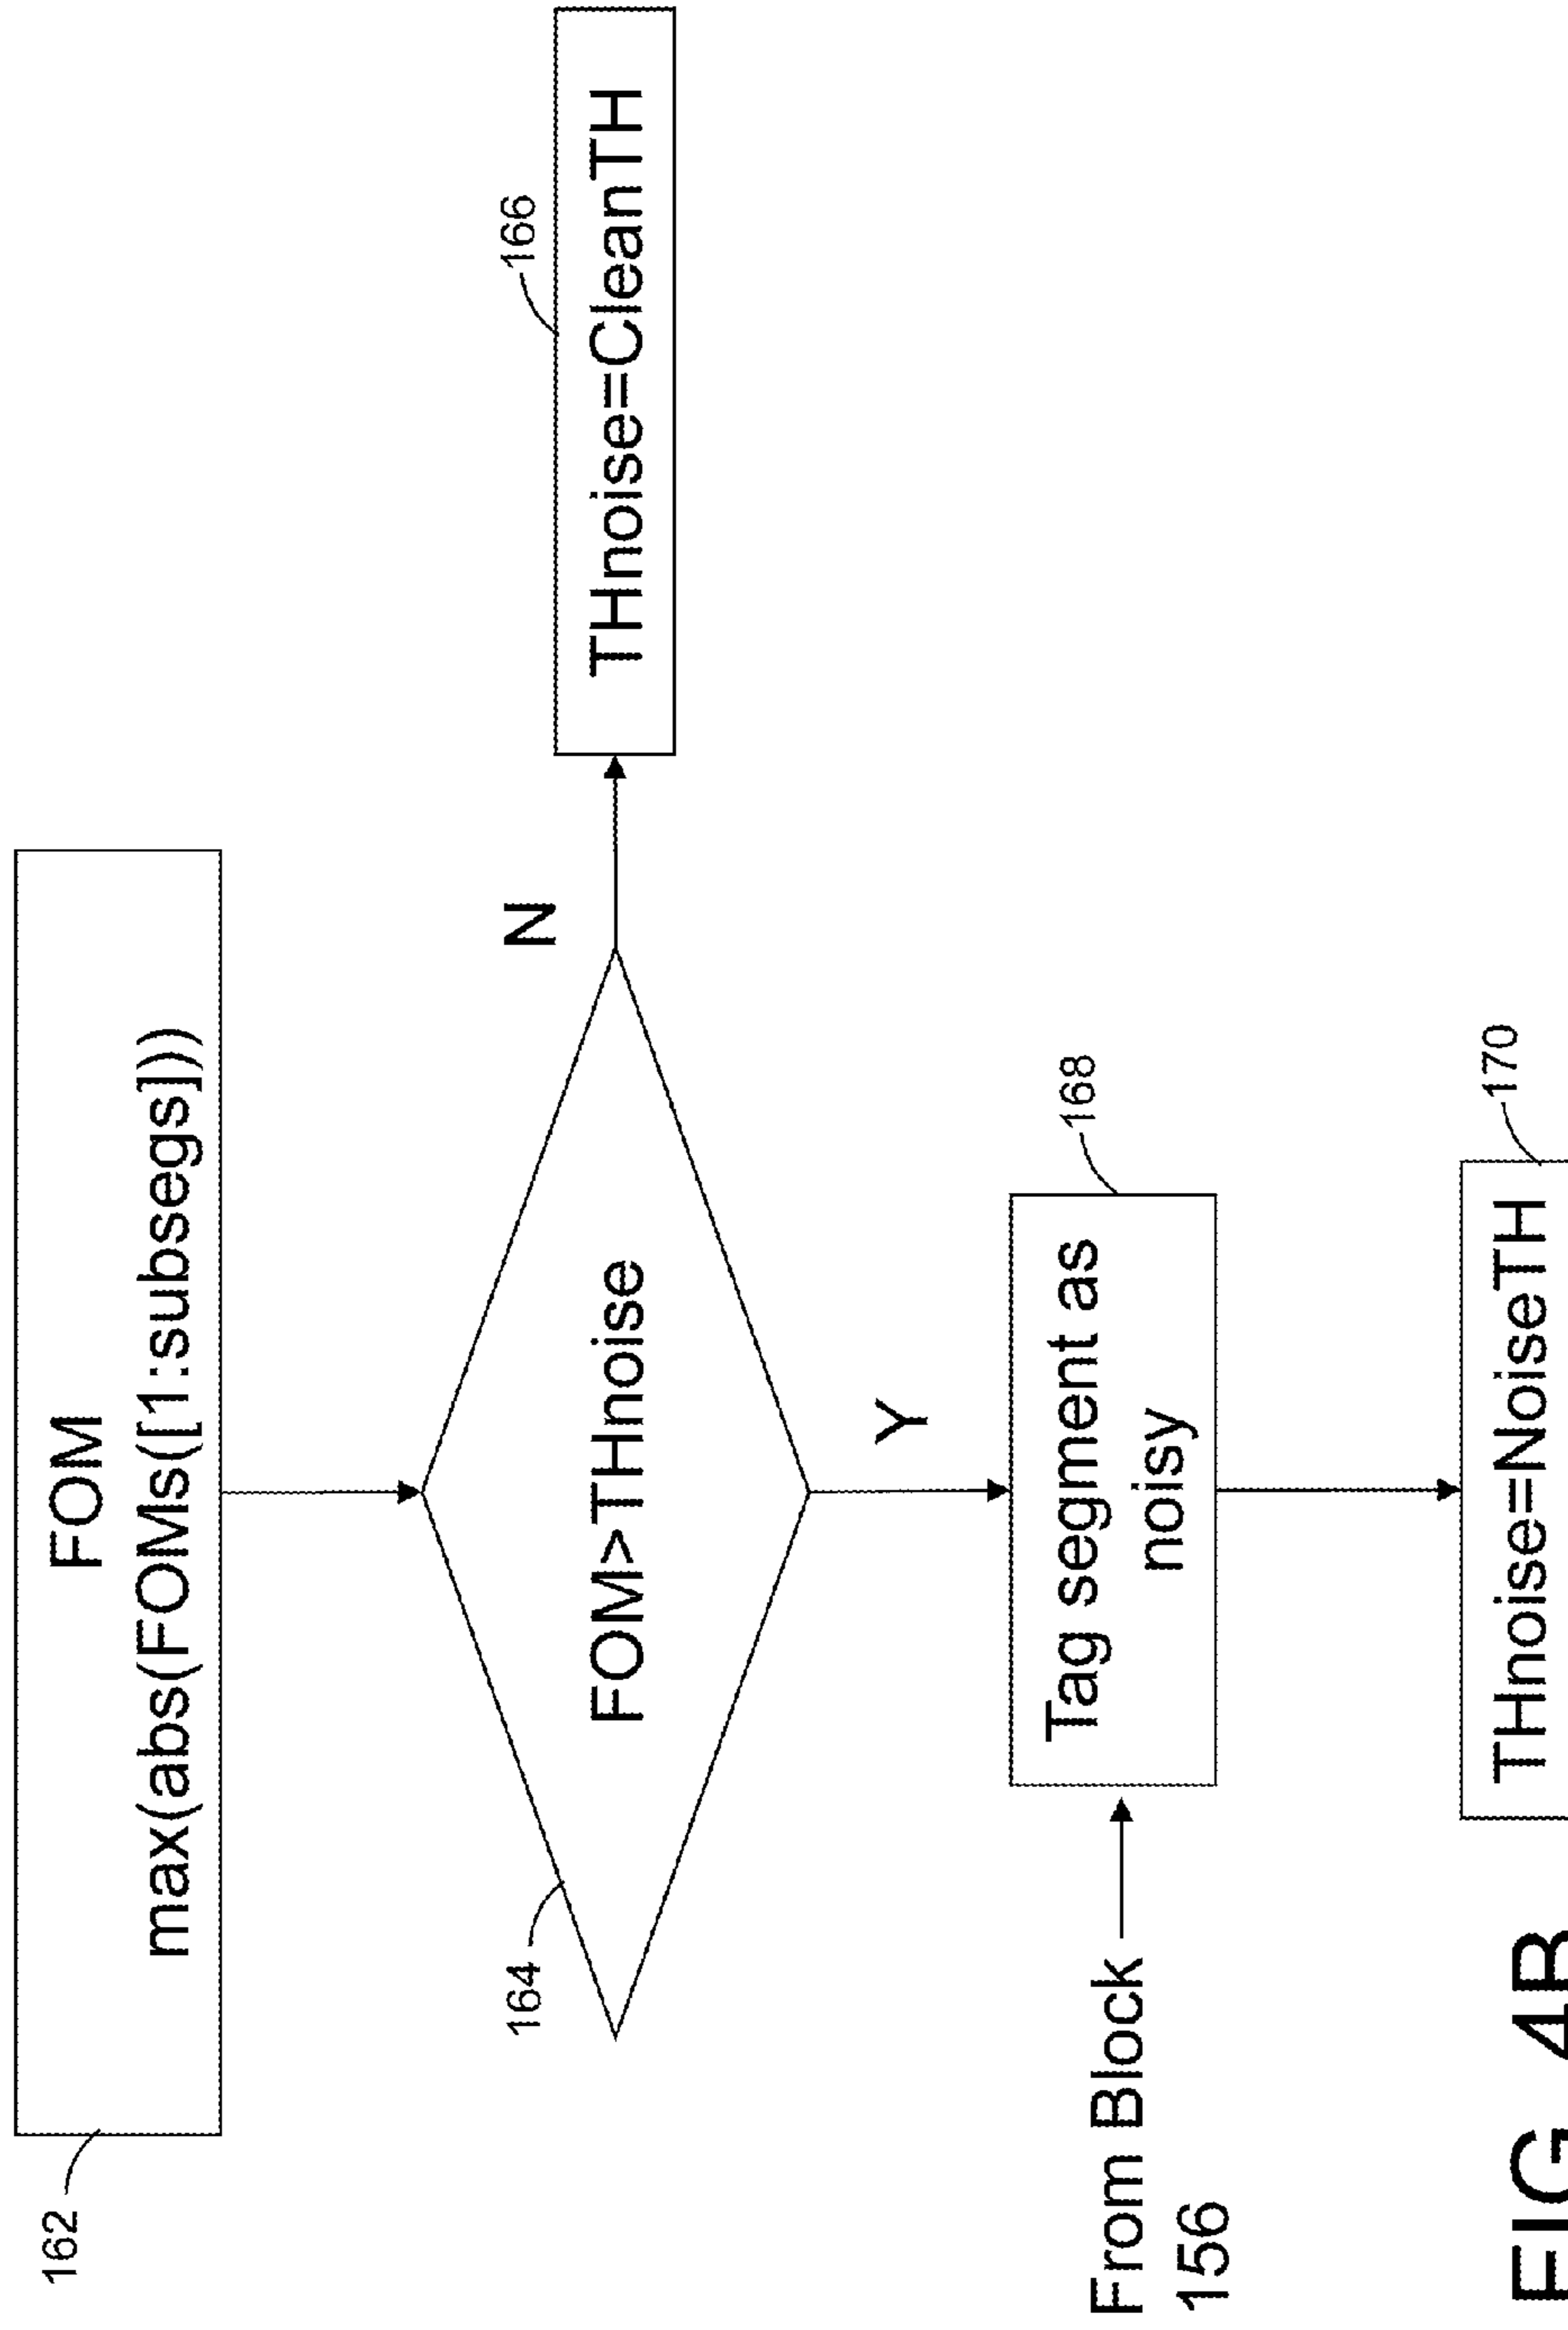 162
FOM
max(abs(FOMs([1:subsegs]))
164
FOM>THnoise
N
166
THnoise=CleanTH
Y
From Block
156
Tag segment as
noisy
168
THnoise=NoiseTH
170
FIG 4B